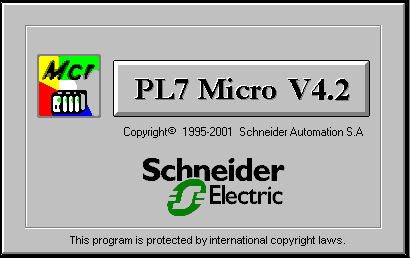 Mcr
PL7 Micro V4.2
Copyright© 1995-2001 Schneider Automation S.A
Schneider
Electric
This program is protected by international copyright laws.